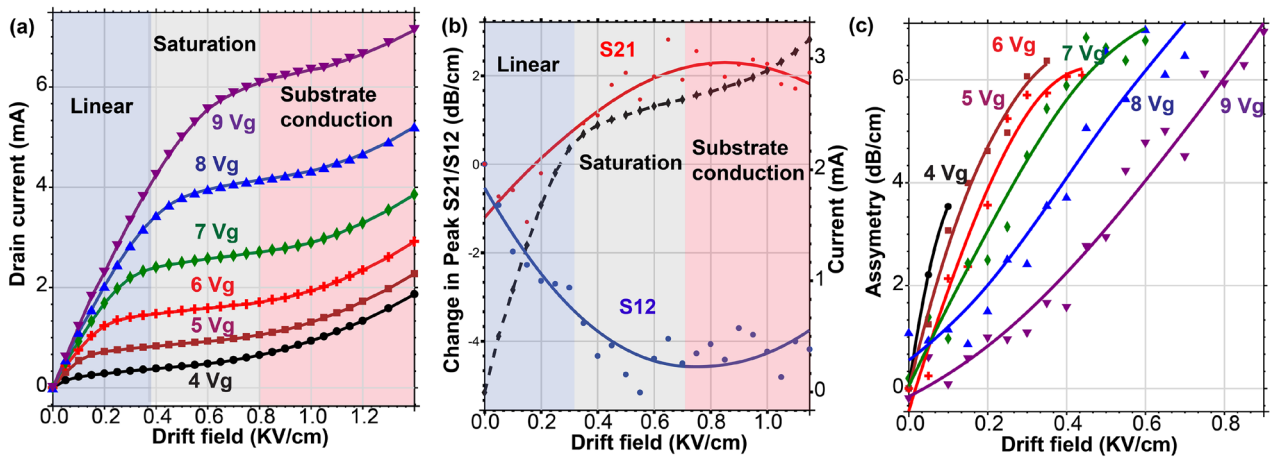 (a)
Drain current (mA)
6
4
2
0
Linear
Saturation
Substrate
conduction
9 Vg
8 Vg
7 Vg
6 Vg
5 Vg
4 Vg
0.0 0.2 0.4 0.6 0.8 1.0 1.2
Drift field (KV/cm)
(b)
Change in Peak S21/S12 (dB/cm)
2
0
-2
-4
Linear
S21
Saturation
Substrate
conduction
S12
3
2
1
0
Current (mA)
0.0 0.2 0.4 0.6 0.8 1.0
Drift field (KV/cm)
(c)
Assymetry (dB/cm)
6
4
2
0
6 Vg
7 Vg
5 Vg
8 Vg
9 Vg
4 Vg
0.0 0.2 0.4 0.6 0.8
Drift field (KV/cm)